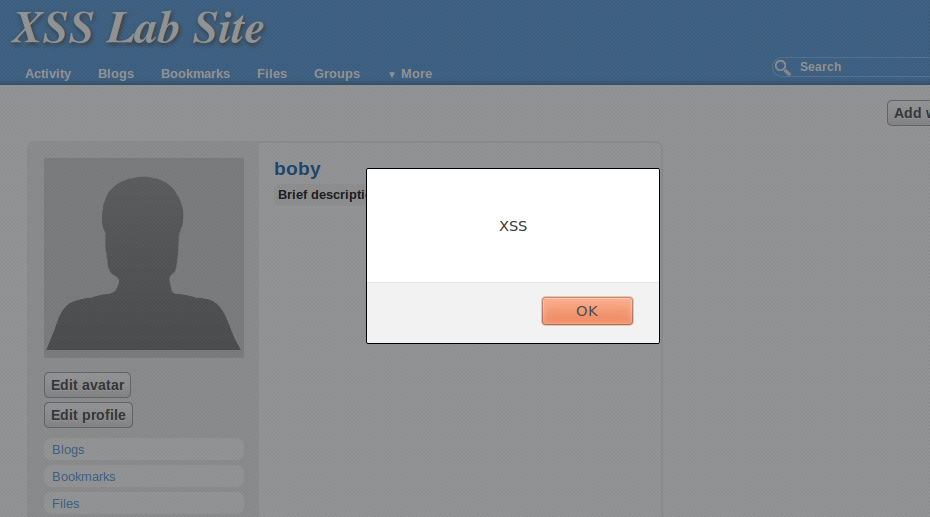 XSS Lab Site
Activity Blogs Bookmarks Files Groups ▼ More
Search
Add
boby
Brief
XSS
OK
Edit avatar
Edit profile
Blogs
Bookmarks
Files